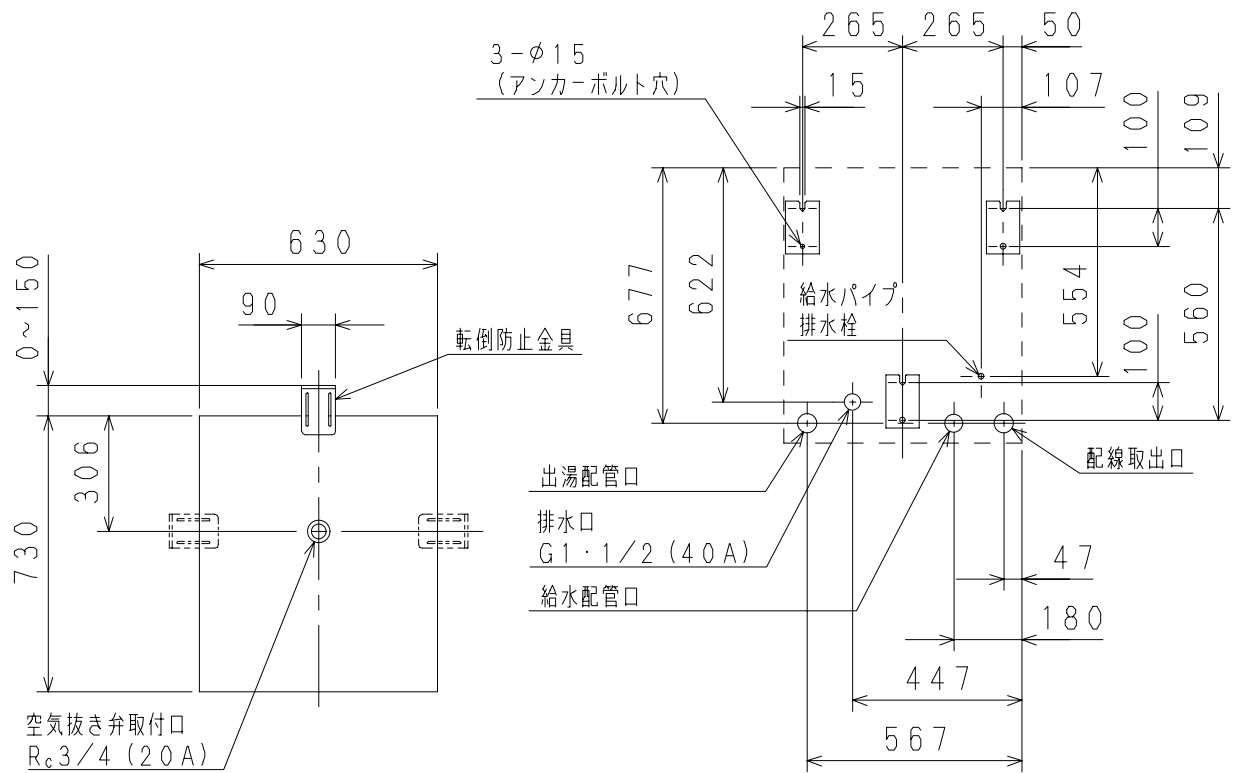 265
265
50
3-φ15
(アンカーボルト穴)
15
107
100
109
630
0~150
90
転倒防止金具
677
622
給水パイプ
排水栓
554
560
100
306
730
出湯配管口
配線取出口
排水口
G1・1/2(40A)
給水配管口
47
180
447
567
空気抜き弁取付口
Rc3/4(20A)